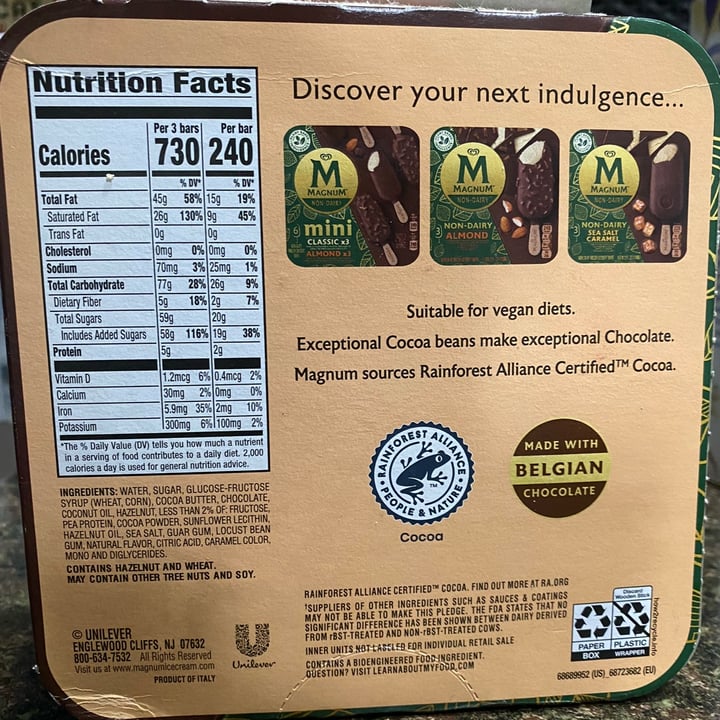 Nutrition Facts
Per 3 bars Per bar
Calories 730 240
% DV* % DV*
Total Fat 45g 58% 15g 19%
Saturated Fat 26g 130% 9g 45%
Trans Fat 0g 0g
Cholesterol 0mg 0% 0mg 0%
Sodium 70mg 3% 25mg 1%
Total Carbohydrate 77g 28% 26g 9%
Dietary Fiber 5g 18% 2g 7%
Total Sugars 59g 20g
Includes Added Sugars 58g 116% 19g 38%
Protein 5g 2g
Vitamin D 1.2mcg 6% 0.4mcg 2%
Calcium 30mg 2% 0mg 0%
Iron 5.9mg 35% 2mg 10%
Potassium 300mg 6% 100mg 2%
*The % Daily Value (DV) tells you how much a nutrient
in a serving of food contributes to a daily diet. 2,000
calories a day is used for general nutrition advice.
INGREDIENTS: WATER, SUGAR, GLUCOSE-FRUCTOSE
SYRUP (WHEAT, CORN), COCOA BUTTER, CHOCOLATE,
COCONUT OIL, HAZELNUT, LESS THAN 2% OF: FRUCTOSE,
PEA PROTEIN, COCOA POWDER, SUNFLOWER LECITHIN,
HAZELNUT OIL, SEA SALT, GUAR GUM, LOCUST BEAN
GUM, NATURAL FLAVOR, CITRIC ACID, CARAMEL COLOR,
MONO AND DIGLYCERIDES.
CONTAINS HAZELNUT AND WHEAT.
MAY CONTAIN OTHER TREE NUTS AND SOY.
© UNILEVER
ENGLEWOOD CLIFFS, NJ 07632
800-634-7532 All Rights Reserved
Visit us at www.magnumicecream.com
PRODUCT OF ITALY
Unilever
Discover your next indulgence...
M
MAGNUM
NON-DAIRY
6
mini
CLASSIC x3
ALMOND x3
M
MAGNUM
NON-DAIRY
NON-DAIRY
ALMOND
M
MAGNUM
NON-DAIRY
NON-DAIRY
SEA SALT
CARAMEL
Suitable for vegan diets.
Exceptional Cocoa beans make exceptional Chocolate.
Magnum sources Rainforest Alliance Certified™ Cocoa.
RAINFOREST ALLIANCE
PEOPLE & NATURE
TM
Cocoa
MADE WITH
BELGIAN
CHOCOLATE
RAINFOREST ALLIANCE CERTIFIED™ COCOA. FIND OUT MORE AT RA.ORG
†SUPPLIERS OF OTHER INGREDIENTS SUCH AS SAUCES & COATINGS
MAY NOT BE ABLE TO MAKE THIS PLEDGE. THE FDA STATES THAT NO
SIGNIFICANT DIFFERENCE HAS BEEN SHOWN BETWEEN DAIRY DERIVED
FROM rBST-TREATED AND NON-rBST-TREATED COWS.
INNER UNITS NOT LABELED FOR INDIVIDUAL RETAIL SALE
CONTAINS A BIOENGINEERED FOOD INGREDIENT.
QUESTION? VISIT LEARNABOUTMYFOOD.COM
Discard
Wooden Stick
PAPER PLASTIC
BOX WRAPPER
how2recycle.info
68689952 (US)_68723682 (EU)